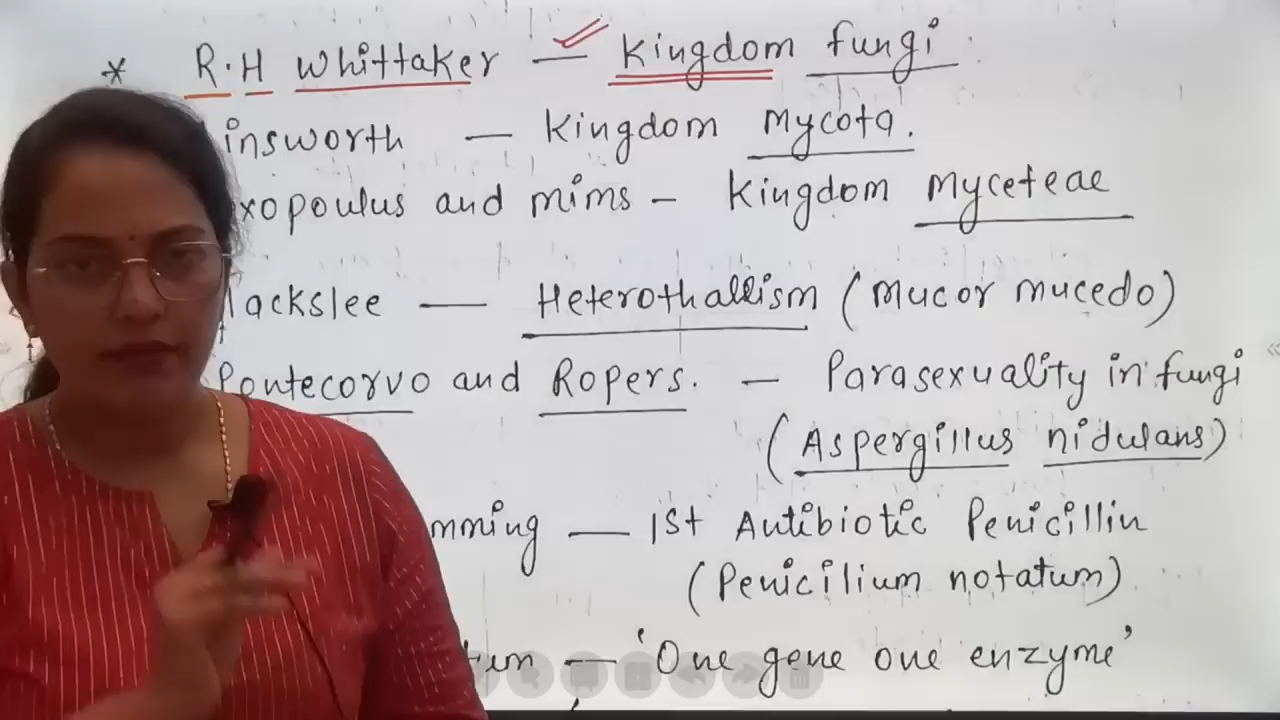 * R.H Whittaker — Kingdom fungi
insworth — Kingdom Mycota.
xopoulus and mims - Kingdom Myceteae
lackslee — Heterothallism (Mucor mucedo)
Pontecorvo and Ropers. — Parasexuality in fungi
(Aspergillus nidulans)
mming — 1st Antibiotic Penicillin
(Penicilium notatum)
tum — 'One gene one enzyme'